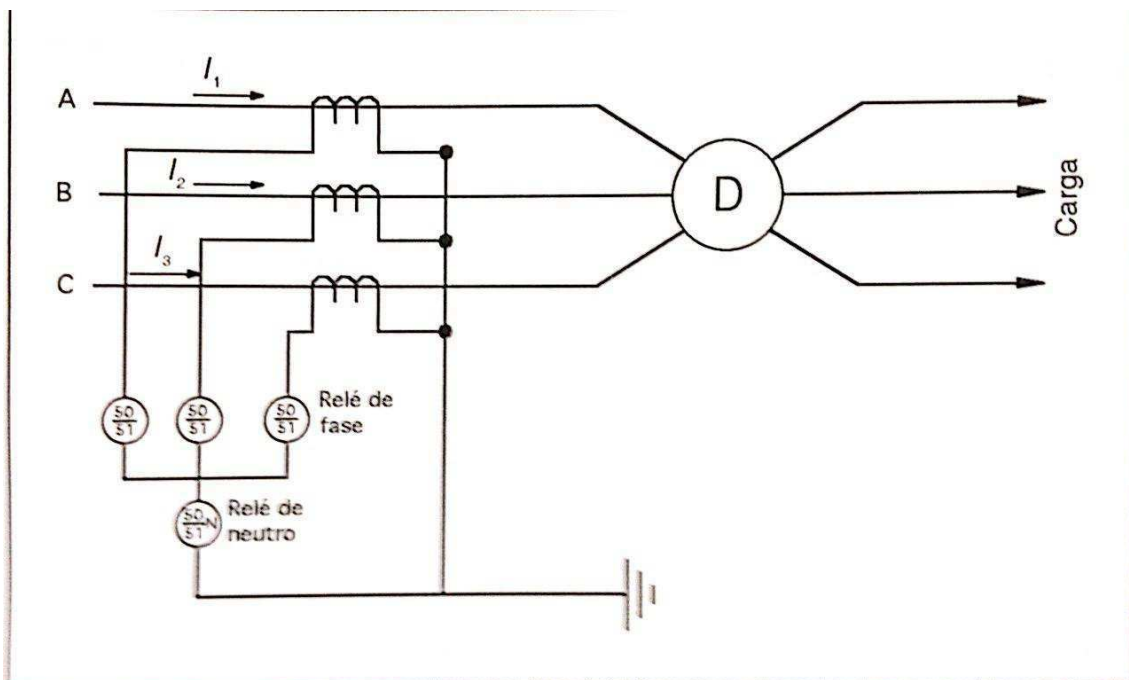 I₁
A
I₂
B
I₃
C
D
Carga
50/51
50/51
50/51
Relé de
fase
50/51 N
Relé de
neutro